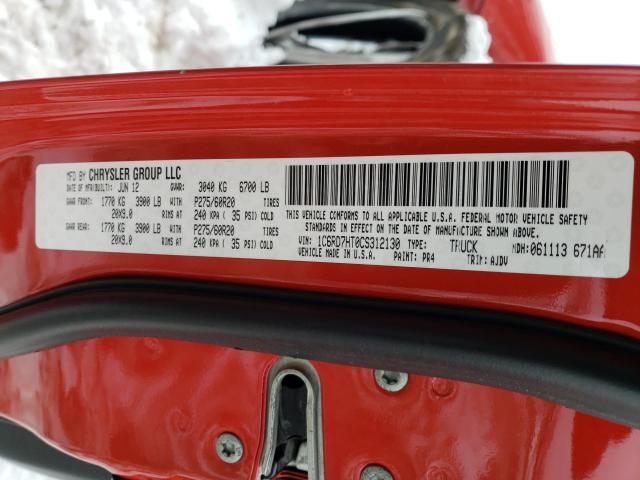 MFD BY CHRYSLER GROUP LLC
DATE OF MFR(BUILT): JUN 12 GVWR: 3040 KG 6700 LB
GAWR FRONT: 1770 KG 3900 LB WITH P275/60R20 TIRES
20X9.0 RIMS AT 240 KPA ( 35 PSI) COLD
GAWR REAR: 1770 KG 3900 LB WITH P275/60R20 TIRES
20X9.0 RIMS AT 240 KPA ( 35 PSI) COLD
THIS VEHICLE CONFORMS TO ALL APPLICABLE U.S.A. FEDERAL MOTOR VEHICLE SAFETY
STANDARDS IN EFFECT ON THE DATE OF MANUFACTURE SHOWN ABOVE.
VIN: 1C6RD7HT0CS312130 TYPE: TRUCK MDH:061113 671AA
VEHICLE MADE IN U.S.A. PAINT: PR4 TRIM: AJDV